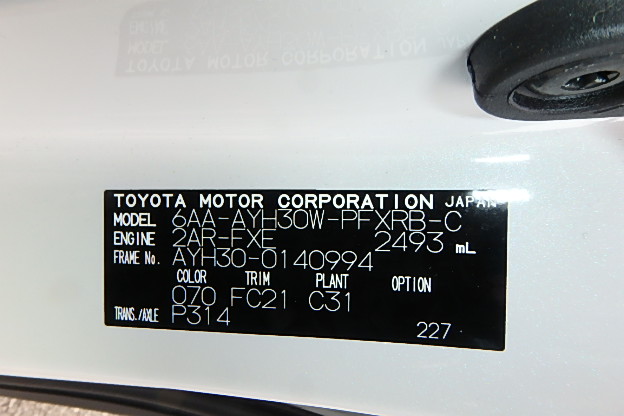 TOYOTA MOTOR CORPORATION JAPAN
MODEL 6AA-AYH30W-PFXRB-C
ENGINE 2AR-FXE 2493 mL
FRAME No. AYH30-0140994
COLOR TRIM PLANT OPTION
070 FC21 C31
TRANS./AXLE P314
227